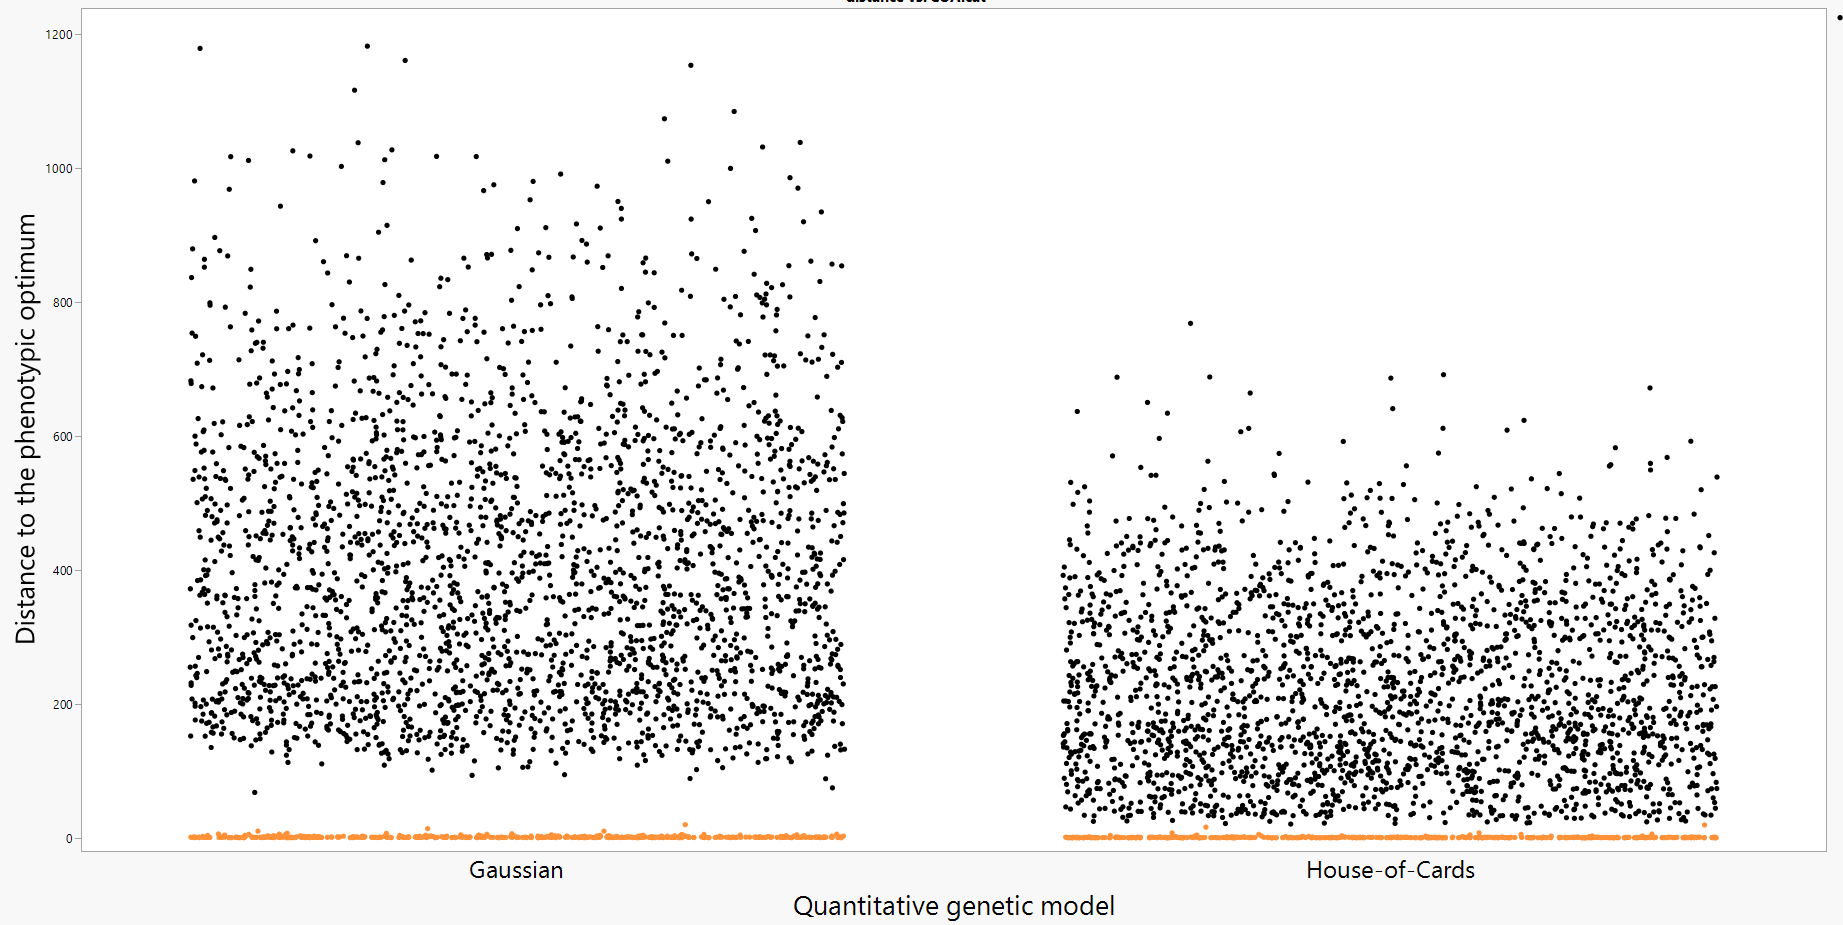 1200
1000
800
600
400
200
0
Distance to the phenotypic optimum
Gaussian
House-of-Cards
Quantitative genetic model